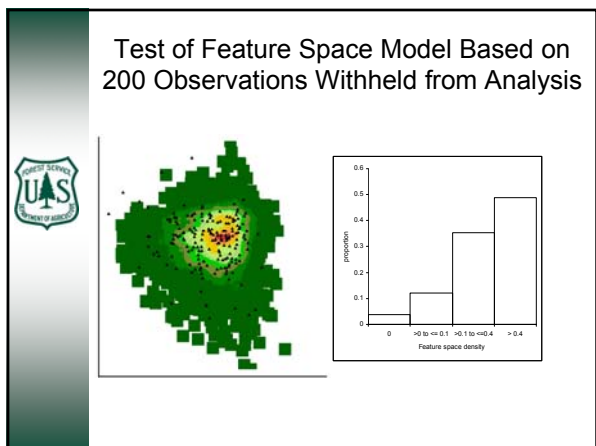 Test of Feature Space Model Based on
200 Observations Withheld from Analysis
FOREST SERVICE
U S
DEPARTMENT OF AGRICULTURE
0.6
0.5
0.4
0.3
0.2
0.1
0
proportion
0 >0 to <= 0.1 >0.1 to <=0.4 > 0.4
Feature space density